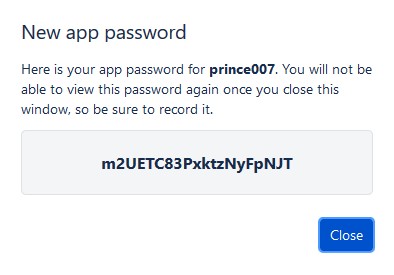 New app password
Here is your app password for prince007. You will not be
able to view this password again once you close this
window, so be sure to record it.
m2UETC83PxktzNyFpNJT
Close